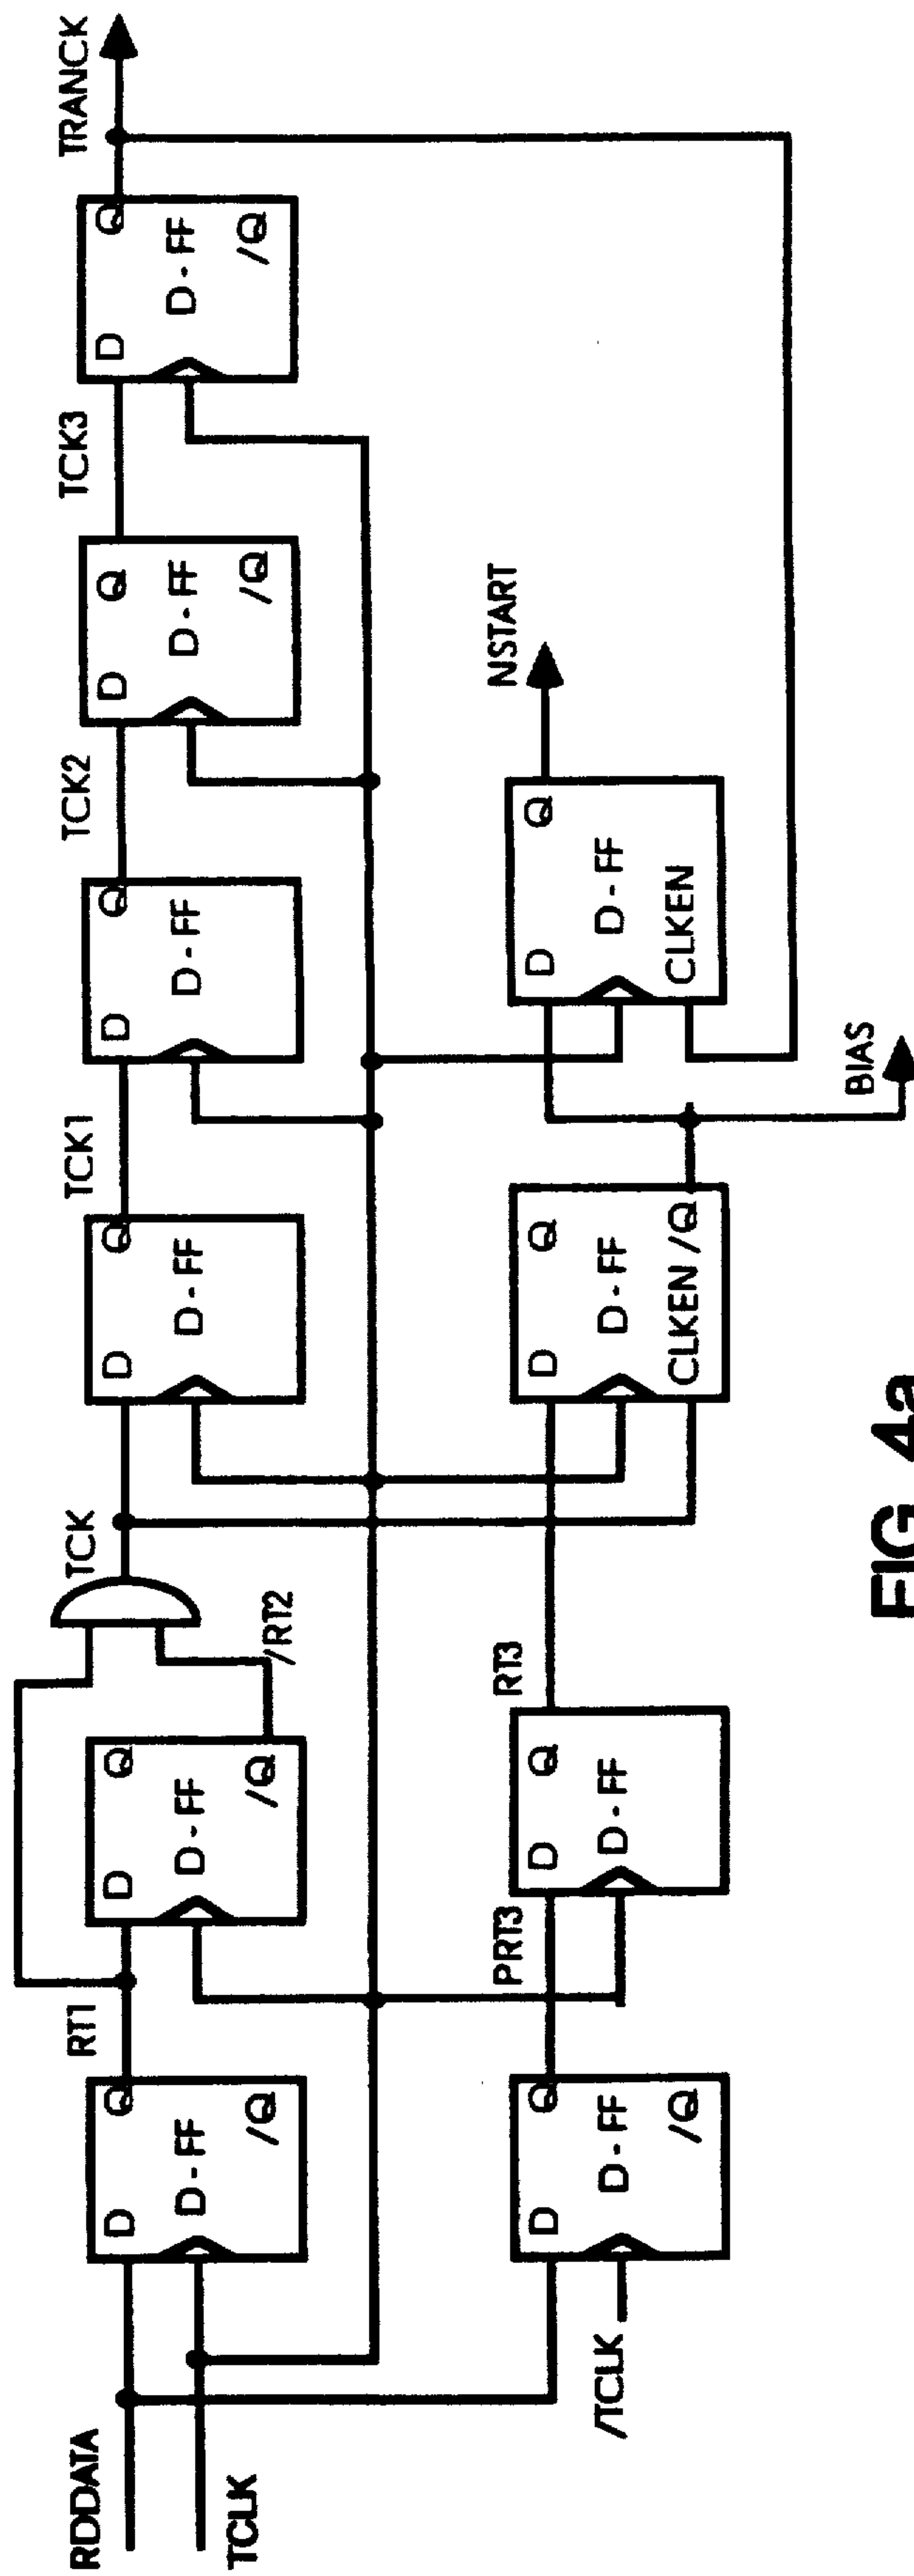 RDDATA
TCLK
D Q
D-FF
/Q
RT1
D Q
D-FF
/Q
/RT2
TCK
D Q
D-FF
TCK1
D Q
D-FF
TCK2
D Q
D-FF
/Q
TCK3
D Q
D-FF
/Q
TRANCK
/TCLK
D Q
D-FF
/Q
PRT3
D Q
D-FF
RT3
D Q
D-FF
CLKEN /Q
BIAS
D Q
D-FF
CLKEN
NSTART
FIG 4a